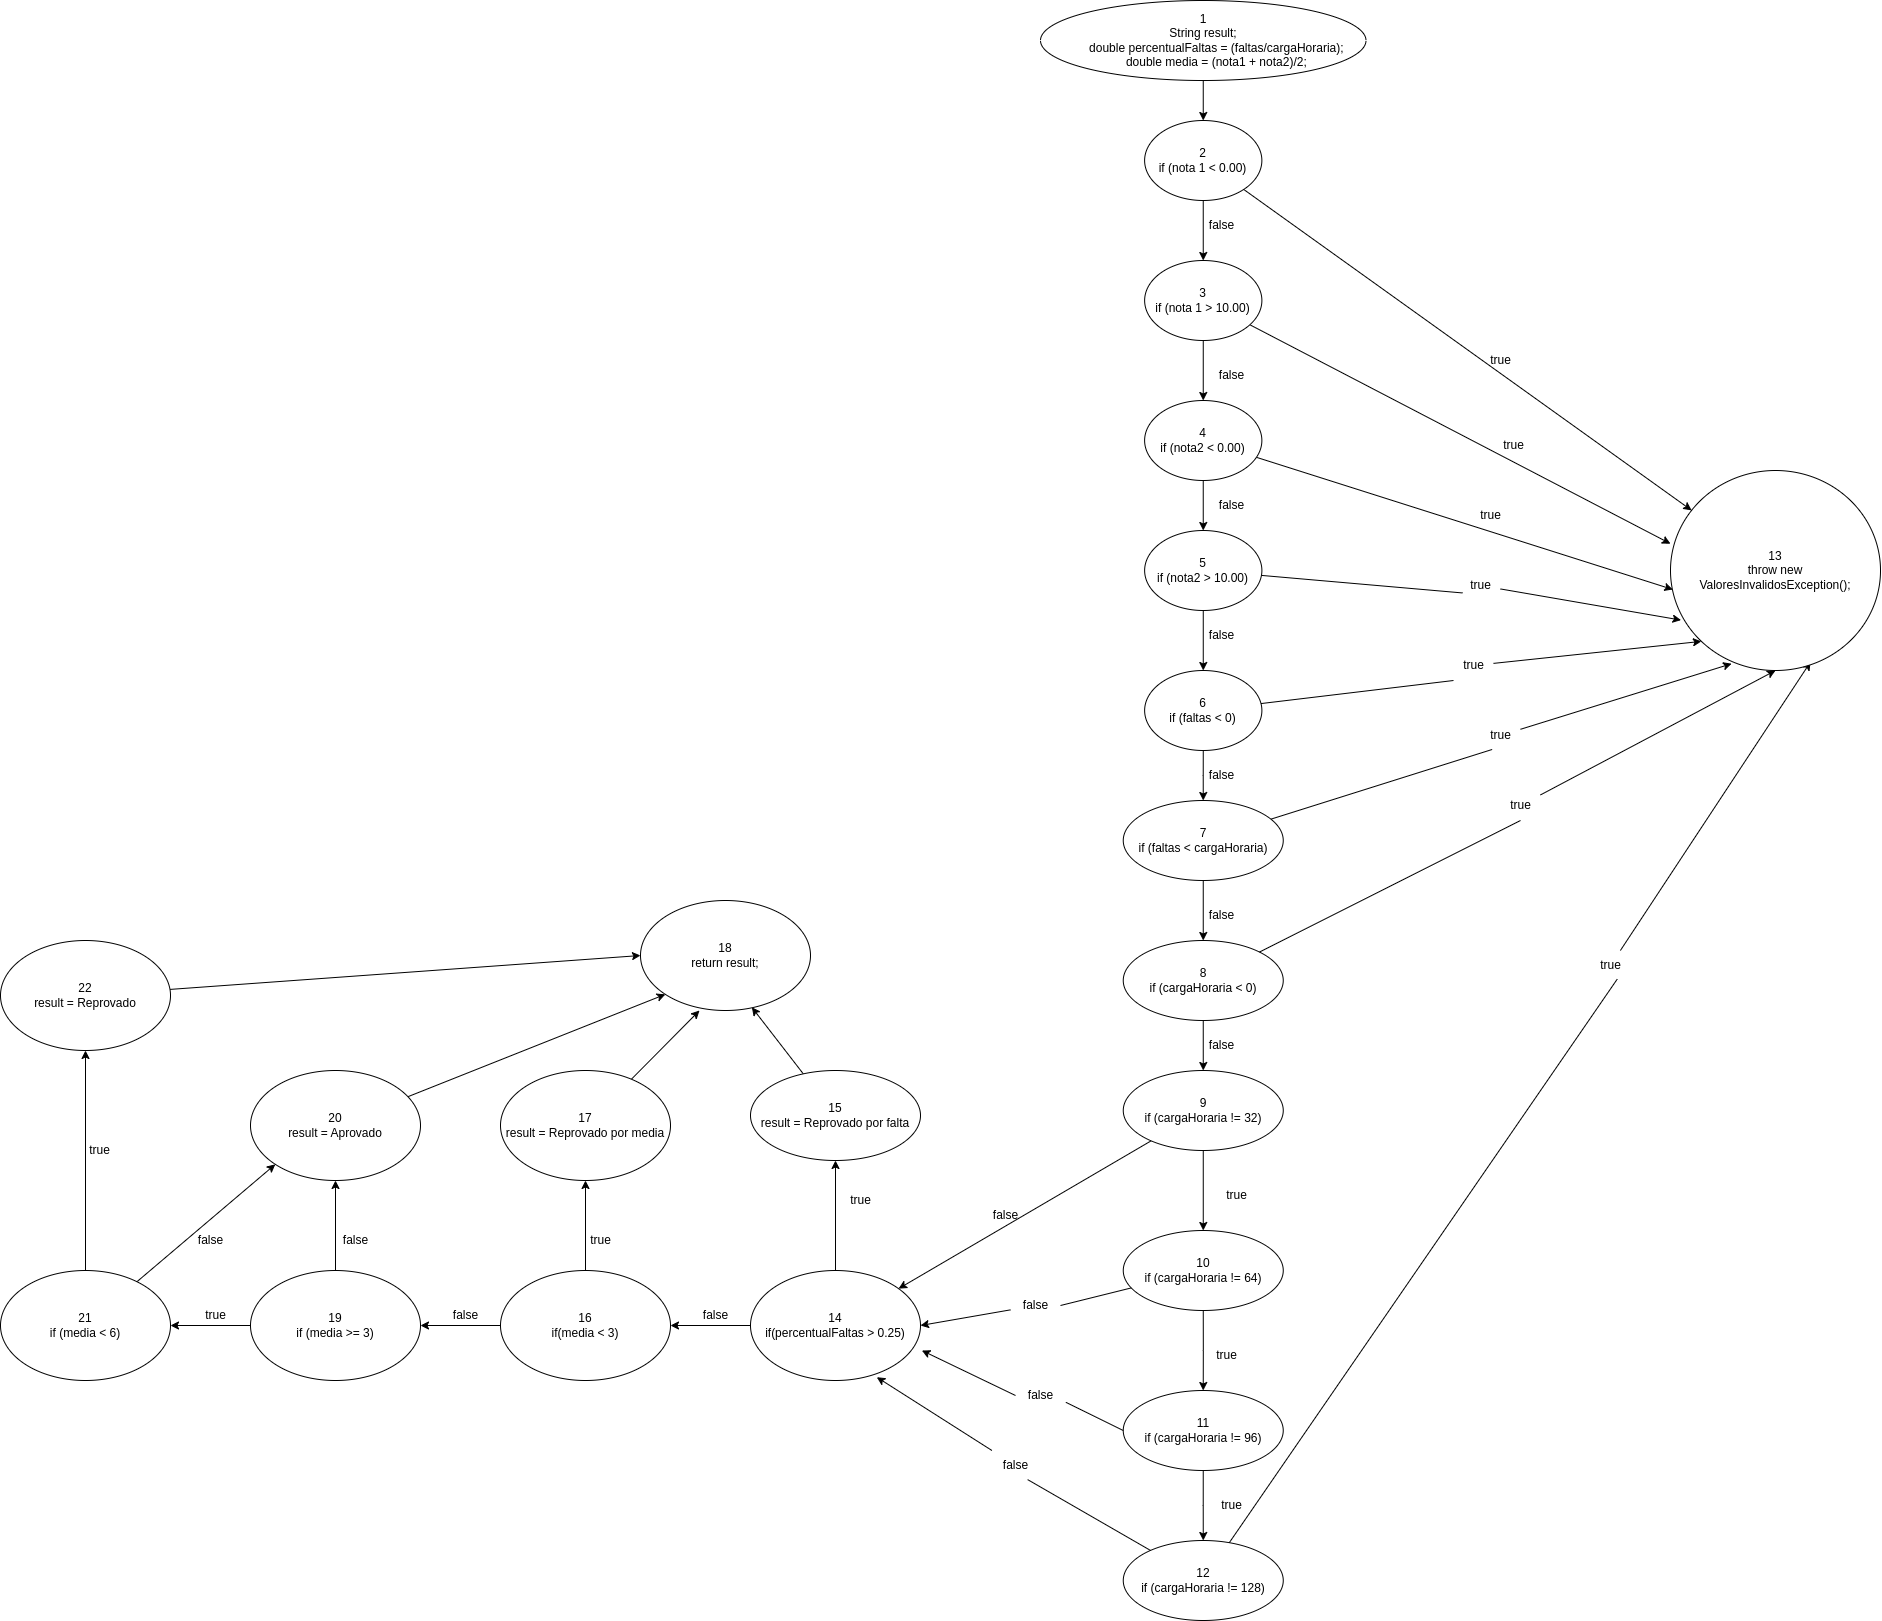 1
String result;
double percentualFaltas = (faltas/cargaHoraria);
double media = (nota1 + nota2)/2;
2
if (nota 1 < 0.00)
false
true
3
if (nota 1 > 10.00)
false
true
4
if (nota2 < 0.00)
false
true
5
if (nota2 > 10.00)
false
true
6
if (faltas < 0)
false
true
7
if (faltas < cargaHoraria)
false
true
8
if (cargaHoraria < 0)
false
true
9
if (cargaHoraria != 32)
true
false
10
if (cargaHoraria != 64)
true
false
11
if (cargaHoraria != 96)
true
false
12
if (cargaHoraria != 128)
true
false
13
throw new
ValoresInvalidosException();
14
if(percentualFaltas > 0.25)
true
false
15
result = Reprovado por falta
16
if(media < 3)
true
false
17
result = Reprovado por media
18
return result;
19
if (media >= 3)
false
true
20
result = Aprovado
21
if (media < 6)
false
true
22
result = Reprovado